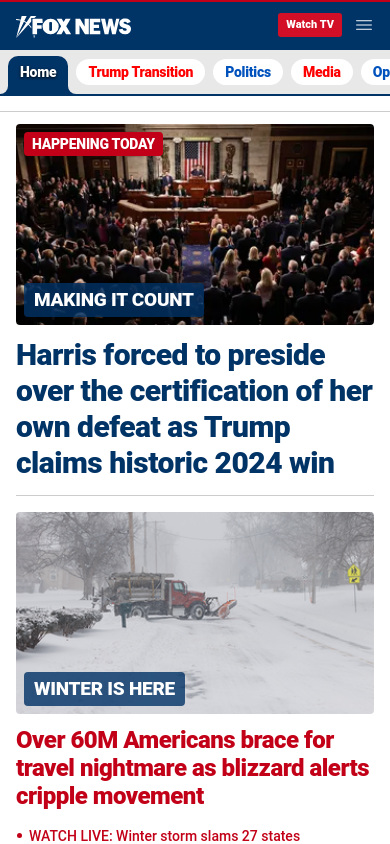 FOX NEWS
Watch TV
Home
Trump Transition
Politics
Media
Op
HAPPENING TODAY
MAKING IT COUNT
Harris forced to preside
over the certification of her
own defeat as Trump
claims historic 2024 win
WINTER IS HERE
Over 60M Americans brace for
travel nightmare as blizzard alerts
cripple movement
• WATCH LIVE: Winter storm slams 27 states